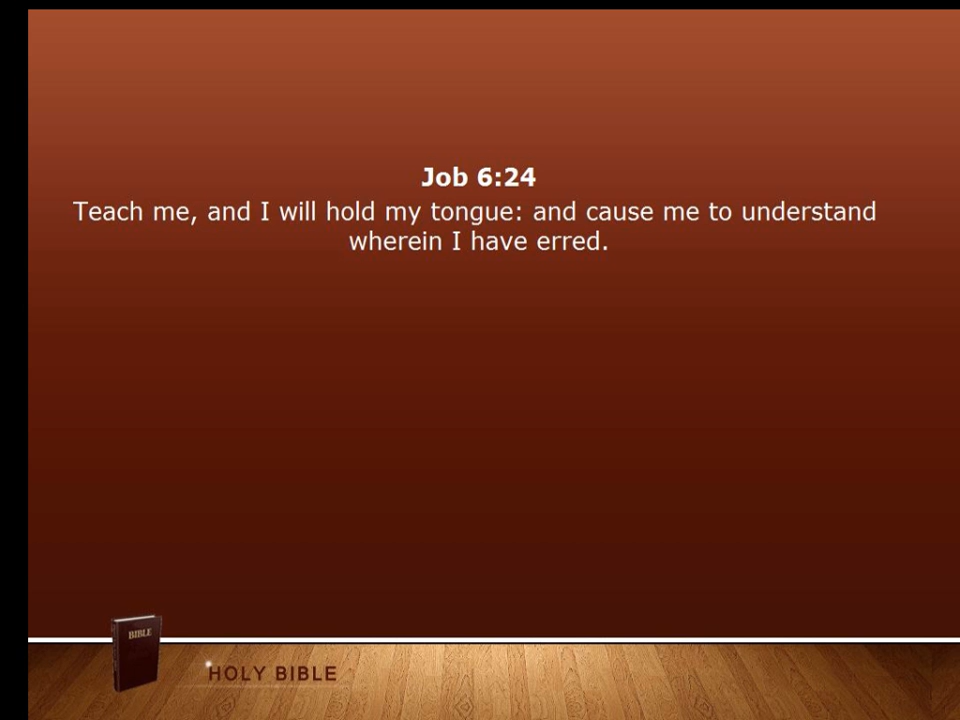 Job 6:24
Teach me, and I will hold my tongue: and cause me to understand
wherein I have erred.
BIBLE
HOLY BIBLE